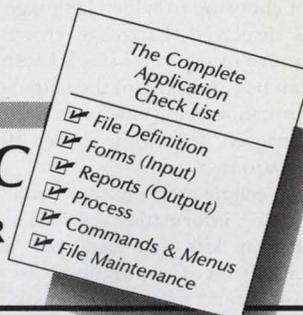 The Complete
Application
Check List
File Definition
Forms (Input)
Reports (Output)
Process
Commands & Menus
File Maintenance
C
&